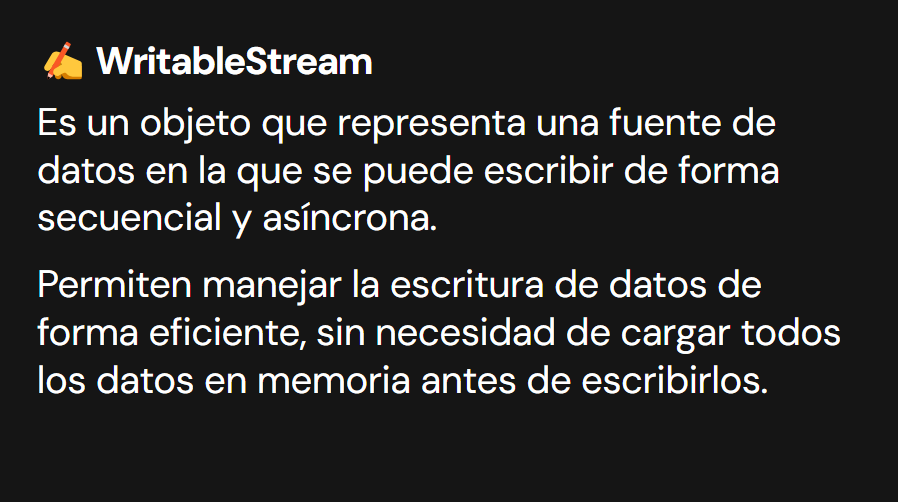 ✍️ WritableStream
Es un objeto que representa una fuente de
datos en la que se puede escribir de forma
secuencial y asíncrona.
Permiten manejar la escritura de datos de
forma eficiente, sin necesidad de cargar todos
los datos en memoria antes de escribirlos.